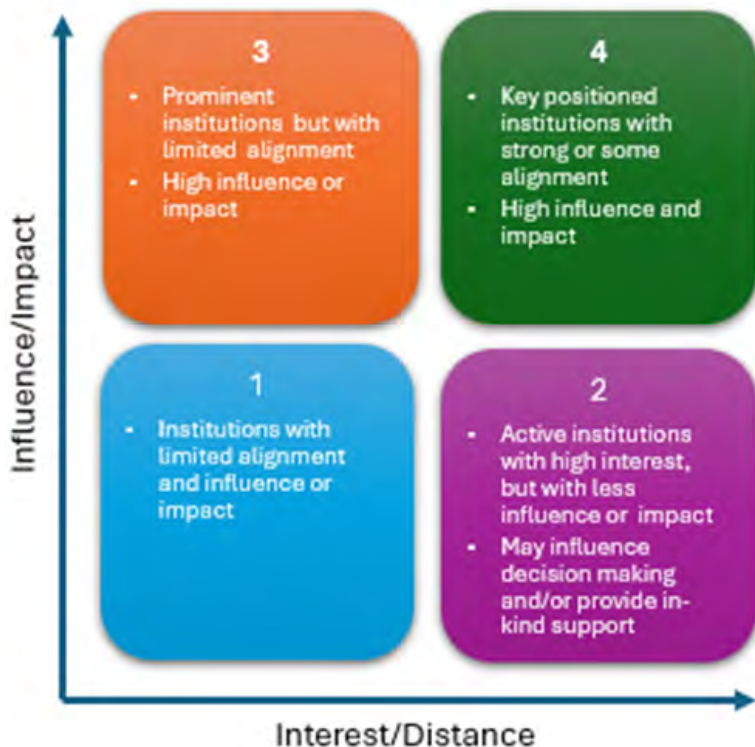 Influence/Impact
3
▪ Prominent
institutions but with
limited alignment
▪ High influence or
impact
4
▪ Key positioned
institutions with
strong or some
alignment
▪ High influence and
impact
1
▪ Institutions with
limited alignment
and influence or
impact
2
▪ Active institutions
with high interest,
but with less
influence or impact
▪ May influence
decision making
and/or provide in-
kind support
Interest/Distance